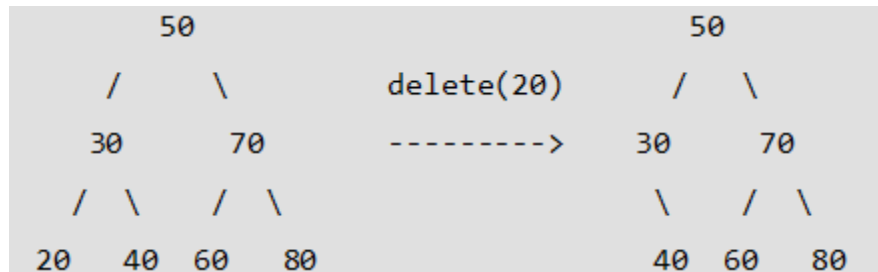 50 50
/ \ delete(20) / \
30 70 ---------> 30 70
/ \ / \ \ / \
20 40 60 80 40 60 80